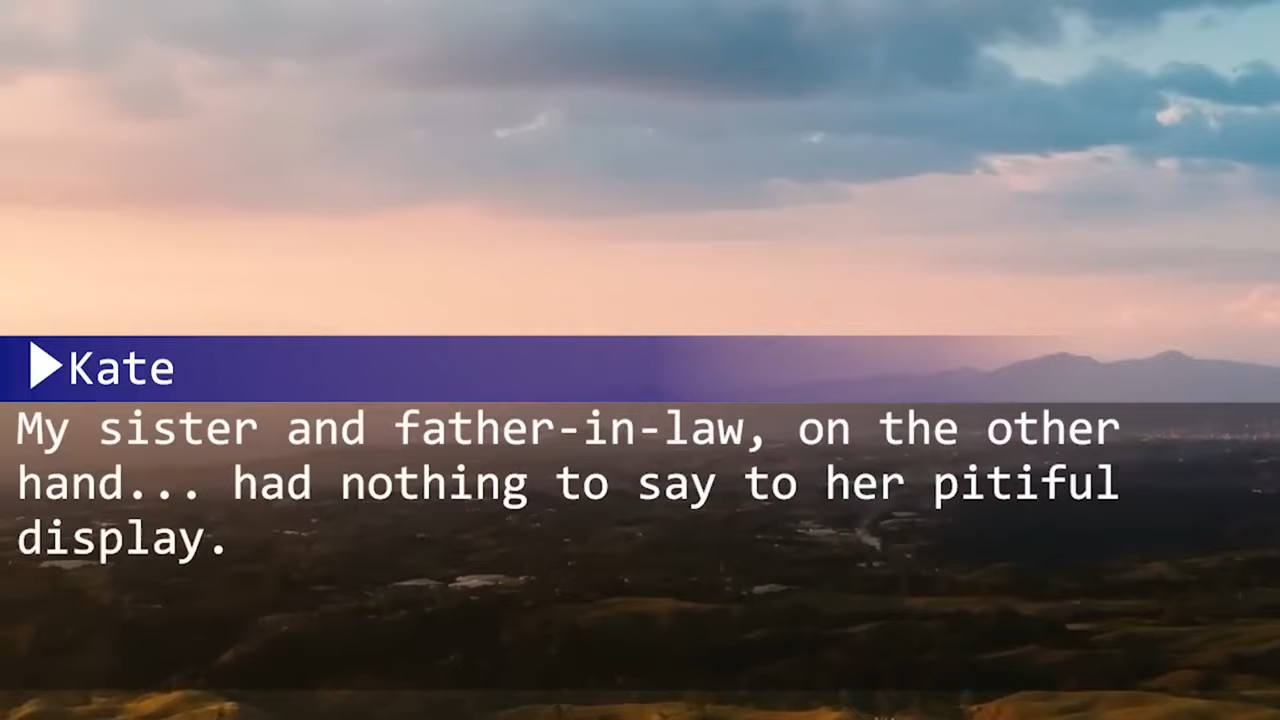 ▶Kate
My sister and father-in-law, on the other
hand... had nothing to say to her pitiful
display.